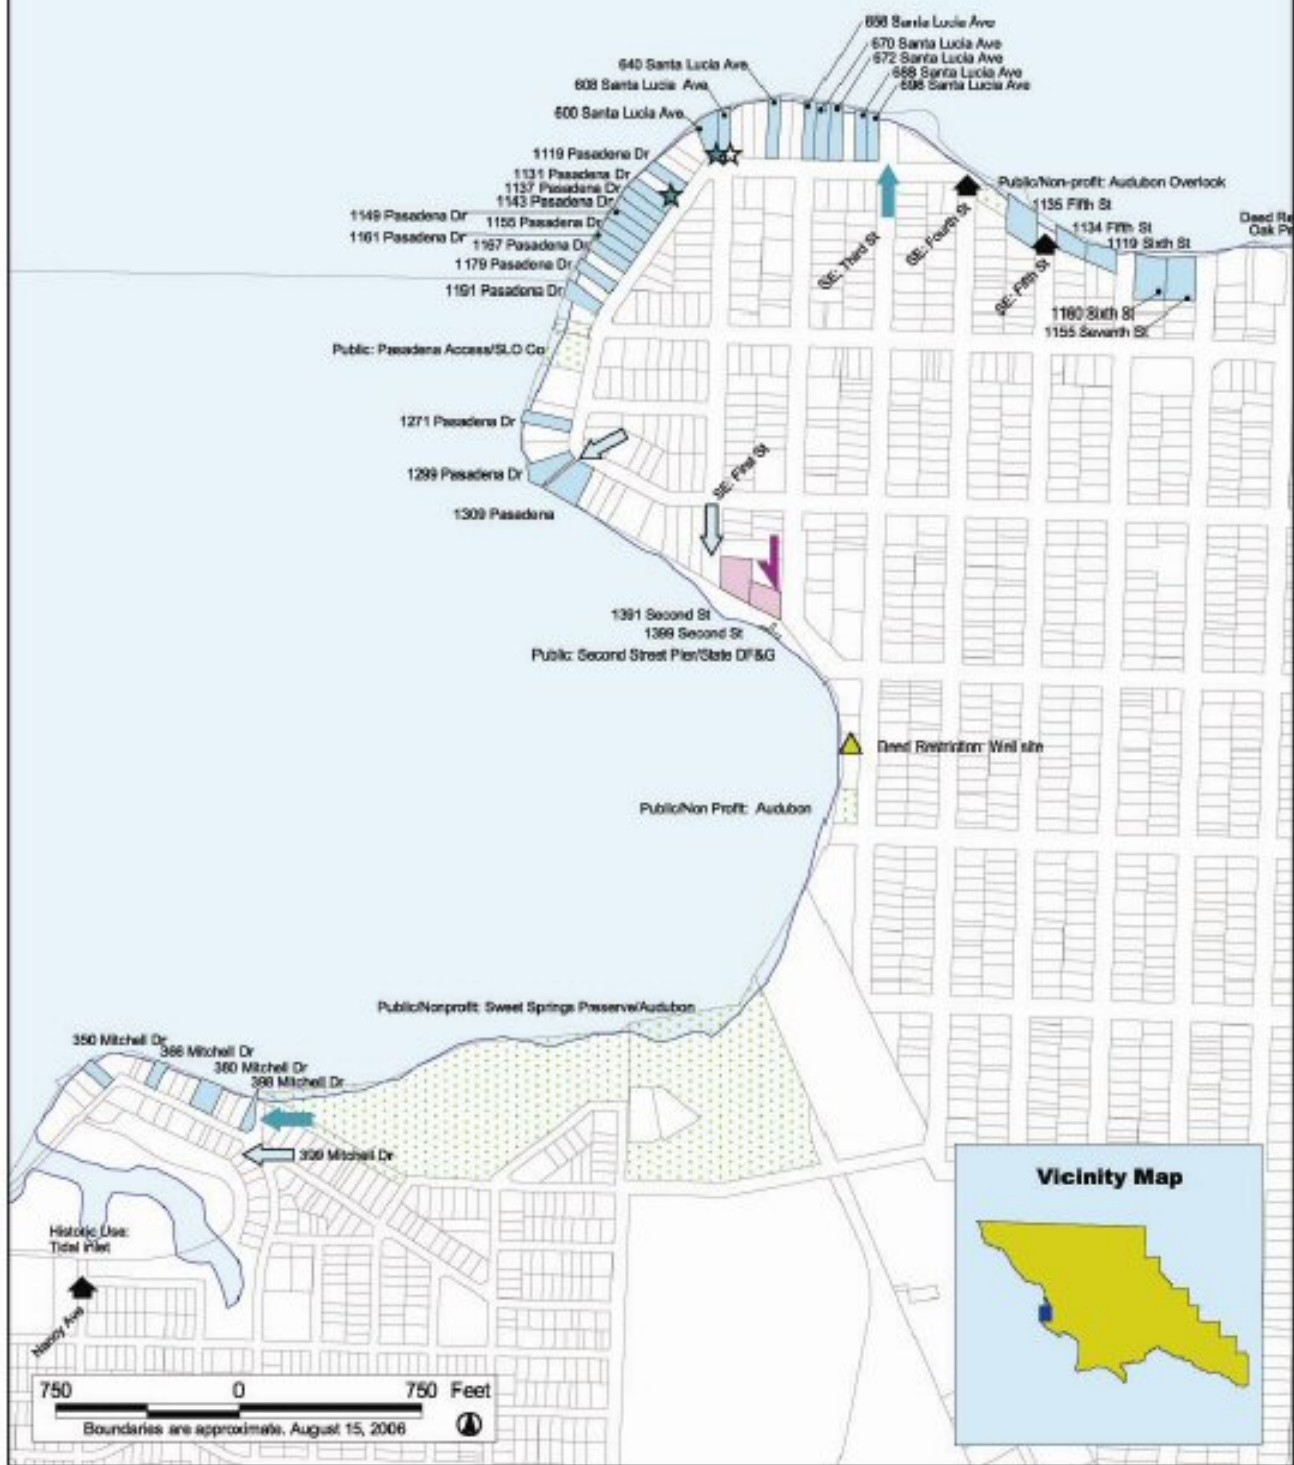 658 Santa Lucia Ave
670 Santa Lucia Ave
672 Santa Lucia Ave
688 Santa Lucia Ave
698 Santa Lucia Ave
640 Santa Lucia Ave
608 Santa Lucia Ave
600 Santa Lucia Ave
1119 Pasadena Dr
1131 Pasadena Dr
1137 Pasadena Dr
1143 Pasadena Dr
1149 Pasadena Dr
1155 Pasadena Dr
1161 Pasadena Dr
1167 Pasadena Dr
1179 Pasadena Dr
1191 Pasadena Dr
Public: Pasadena Access/SLO Co
1271 Pasadena Dr
1299 Pasadena Dr
1309 Pasadena
SE: Third St
SE: Fourth St
SE: Fifth St
Public/Non-profit: Audubon Overlook
1135 Fifth St
1134 Fifth St
1119 Sixth St
Deed Re
Oak Pr
1160 Sixth St
1155 Seventh St
SE: First St
1391 Second St
1399 Second St
Public: Second Street Pier/State DF&G
Deed Restriction: Well site
Public/Non Profit: Audubon
Public/Nonprofit: Sweet Springs Preserve/Audubon
350 Mitchell Dr
366 Mitchell Dr
380 Mitchell Dr
398 Mitchell Dr
399 Mitchell Dr
Historic Use:
Tidal inlet
Nancy Ave
Vicinity Map
750 0 750 Feet
Boundaries are approximate. August 15, 2006